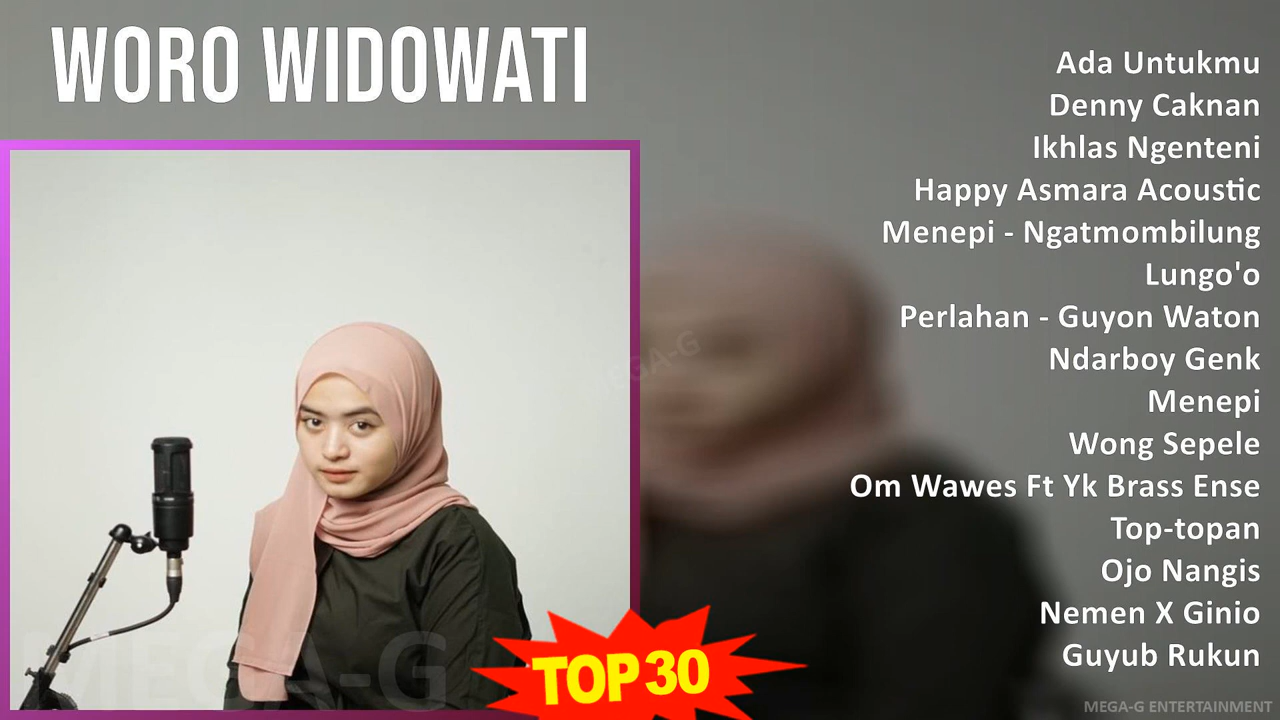 WORO WIDOWATI
Ada Untukmu
Denny Caknan
Ikhlas Ngenteni
Happy Asmara Acoustic
Menepi - Ngatmombilung
Lungo'o
Perlahan - Guyon Waton
Ndarboy Genk
Menepi
Wong Sepele
Om Wawes Ft Yk Brass Ense
Top-topan
Ojo Nangis
Nemen X Ginio
Guyub Rukun
TOP 30
MEGA-G
MEGA-G
MEGA-G ENTERTAINMENT